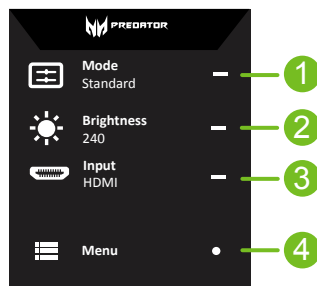 PREDATOR
Mode
Standard
1
Brightness
240
2
Input
HDMI
3
Menu
4